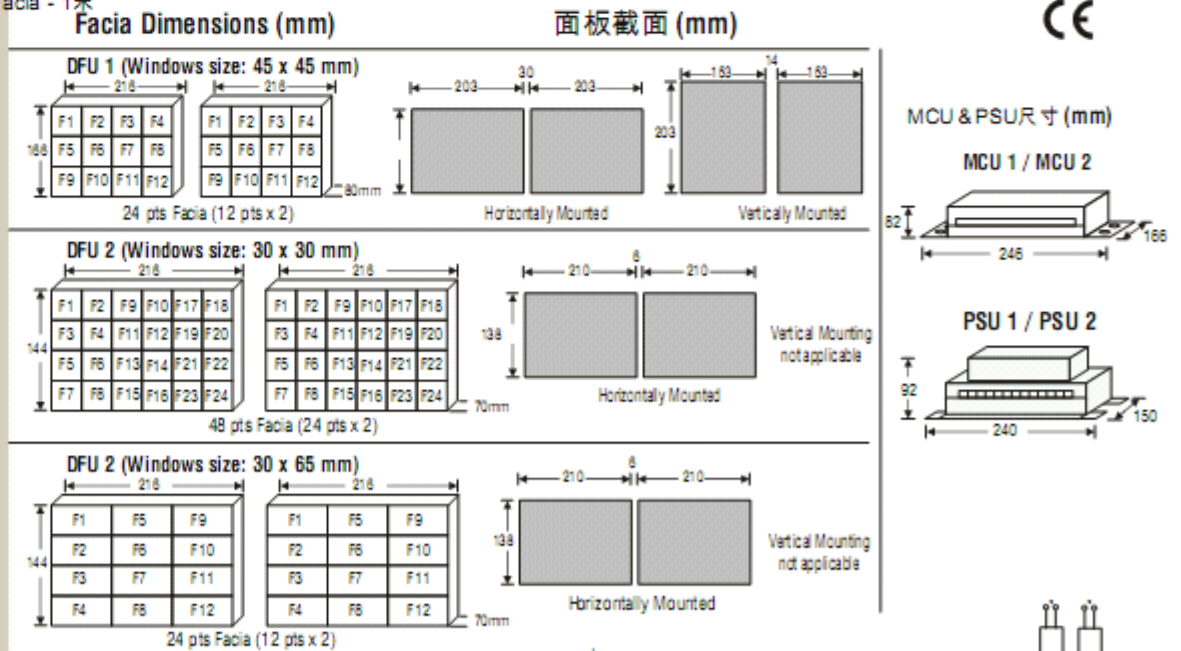 acia - 1米
Facia Dimensions (mm)
面板截面 (mm)
CE
DFU 1 (Windows size: 45 x 45 mm)
216 216
F1 F2 F3 F4 F1 F2 F3 F4
166 F5 F6 F7 F8 F5 F6 F7 F8
F9 F10 F11 F12 F9 F10 F11 F12
80mm
24 pts Facia (12 pts x 2)
30
203 203
Horizontally Mounted
14
153 153
203
Vertically Mounted
DFU 2 (Windows size: 30 x 30 mm)
216 216
F1 F2 F9 F10 F17 F18 F1 F2 F9 F10 F17 F18
F3 F4 F11 F12 F19 F20 F3 F4 F11 F12 F19 F20
144
F5 F6 F13 F14 F21 F22 F5 F6 F13 F14 F21 F22
F7 F8 F15 F16 F23 F24 F7 F8 F15 F16 F23 F24
70mm
48 pts Facia (24 pts x 2)
6
210 210
138
Horizontally Mounted
Vertical Mounting
not applicable
DFU 2 (Windows size: 30 x 65 mm)
216 216
F1 F5 F9 F1 F5 F9
F2 F6 F10 F2 F6 F10
144
F3 F7 F11 F3 F7 F11
F4 F8 F12 F4 F8 F12
70mm
24 pts Facia (12 pts x 2)
6
210 210
138
Horizontally Mounted
Vertical Mounting
not applicable
MCU & PSU尺寸 (mm)
MCU 1 / MCU 2
82
166
246
PSU 1 / PSU 2
92
150
240